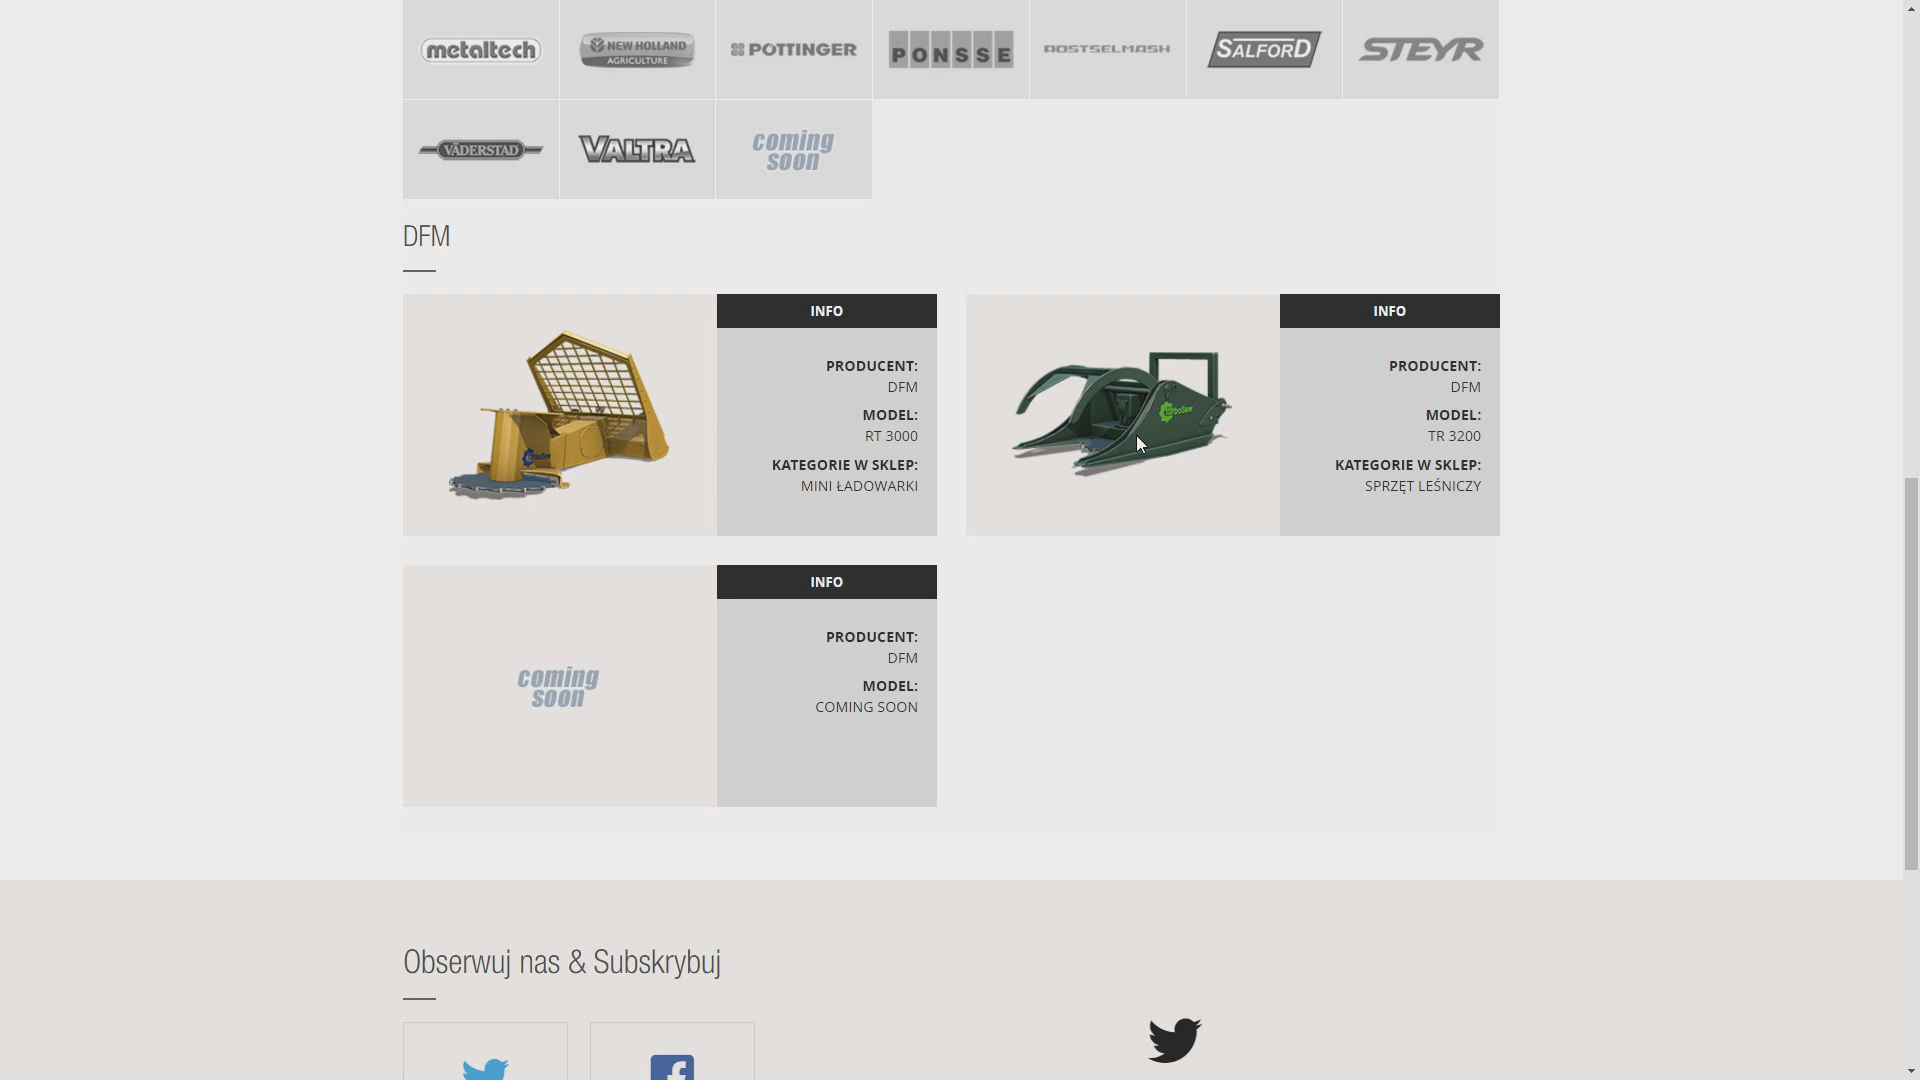 metaltech
NEW HOLLAND
AGRICULTURE
PÖTTINGER
PONSSE
ROSTSELMASH
SALFORD
STEYR
VÄDERSTAD
VALTRA
coming
soon
DFM
INFO
PRODUCENT:
DFM
MODEL:
RT 3000
KATEGORIE W SKLEP:
MINI ŁADOWARKI
INFO
PRODUCENT:
DFM
MODEL:
TR 3200
KATEGORIE W SKLEP:
SPRZĘT LEŚNICZY
coming
soon
INFO
PRODUCENT:
DFM
MODEL:
COMING SOON
Obserwuj nas & Subskrybuj